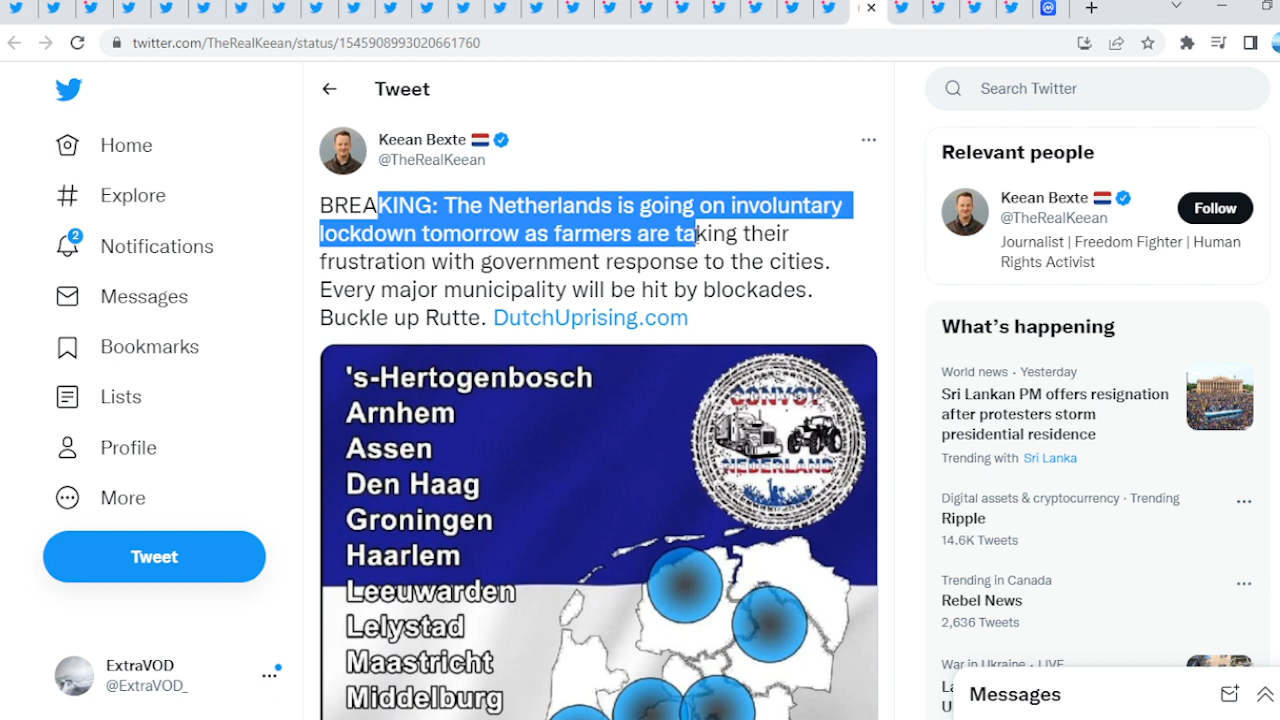 twitter.com/TheRealKeean/status/1545908993020661760
Tweet
Search Twitter
Home
Explore
2
Notifications
Messages
Bookmarks
Lists
Profile
More
Tweet
ExtraVOD
@ExtraVOD_
Keean Bexte
@TheRealKeean
BREAKING: The Netherlands is going on involuntary
lockdown tomorrow as farmers are taking their
frustration with government response to the cities.
Every major municipality will be hit by blockades.
Buckle up Rutte. DutchUprising.com
's-Hertogenbosch
Arnhem
Assen
Den Haag
Groningen
Haarlem
Leeuwarden
Lelystad
Maastricht
Middelburg
CONVOY
NEDERLAND
Relevant people
Keean Bexte
@TheRealKeean
Follow
Journalist | Freedom Fighter | Human
Rights Activist
What's happening
World news · Yesterday
Sri Lankan PM offers resignation
after protesters storm
presidential residence
Trending with Sri Lanka
Digital assets & cryptocurrency · Trending
Ripple
14.6K Tweets
Trending in Canada
Rebel News
2,636 Tweets
War in Ukraine · LIVE
Messages